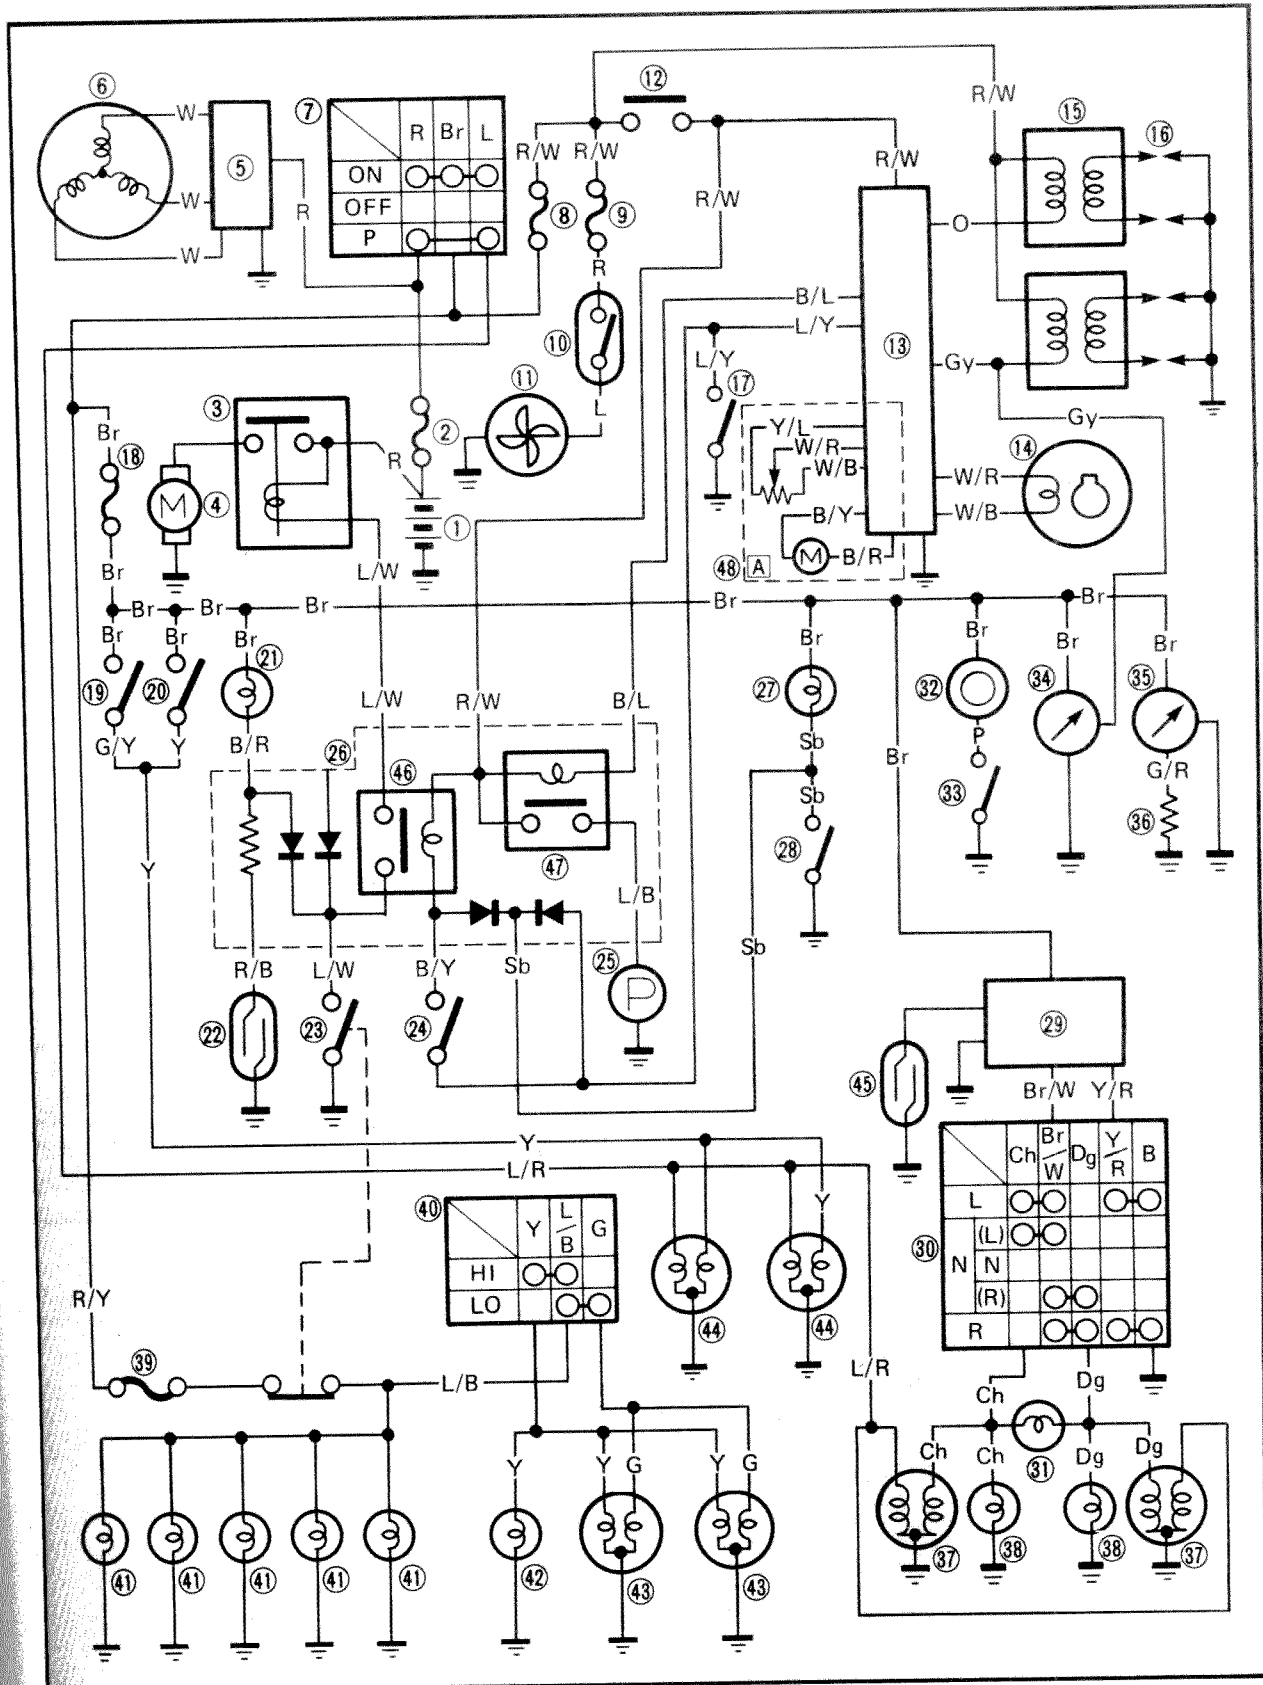 ⑥
W
W
W
⑤
R
⑦
R Br L
ON
OFF
P
⑫
R/W R/W
⑧ ⑨
R
⑩
L
⑪
R/W
R/W
R/W
⑮ ⑯
O
⑬
B/L
L/Y
L/Y
⑰
Gy
Gy
Y/L
W/R
W/B
B/Y
M B/R
㊽ A
⑭
W/R
W/B
③
②
R
①
④
M
L/W
Br
⑱
Br
Br Br Br Br Br
Br Br Br
⑲ ⑳ ㉑
G/Y Y B/R
L/W R/W B/L
Br
㉗
Sb
Sb
㉘
Br
Br
㉜
P
㉝
Br
㉞
Br
㉟
G/R
㊱
㉖ ㊻
㊼
L/B
R/B L/W B/Y Sb
㉕
P
Sb
㉒ ㉓ ㉔
Y
㉙
㊺
Br/W Y/R
Ch Br/W Dg Y/R B
L
㉚
N (L)
N
(R)
R
Y
L/R
Y
㊵
Y L/B G
HI
LO
㊹ ㊹
R/Y
㊴
L/B
L/R
Ch Dg
Ch Ch ㉛ Dg Dg
㊲ ㊳ ㊳ ㊲
Y Y G Y G
㊶ ㊶ ㊶ ㊶ ㊶ ㊷ ㊸ ㊸